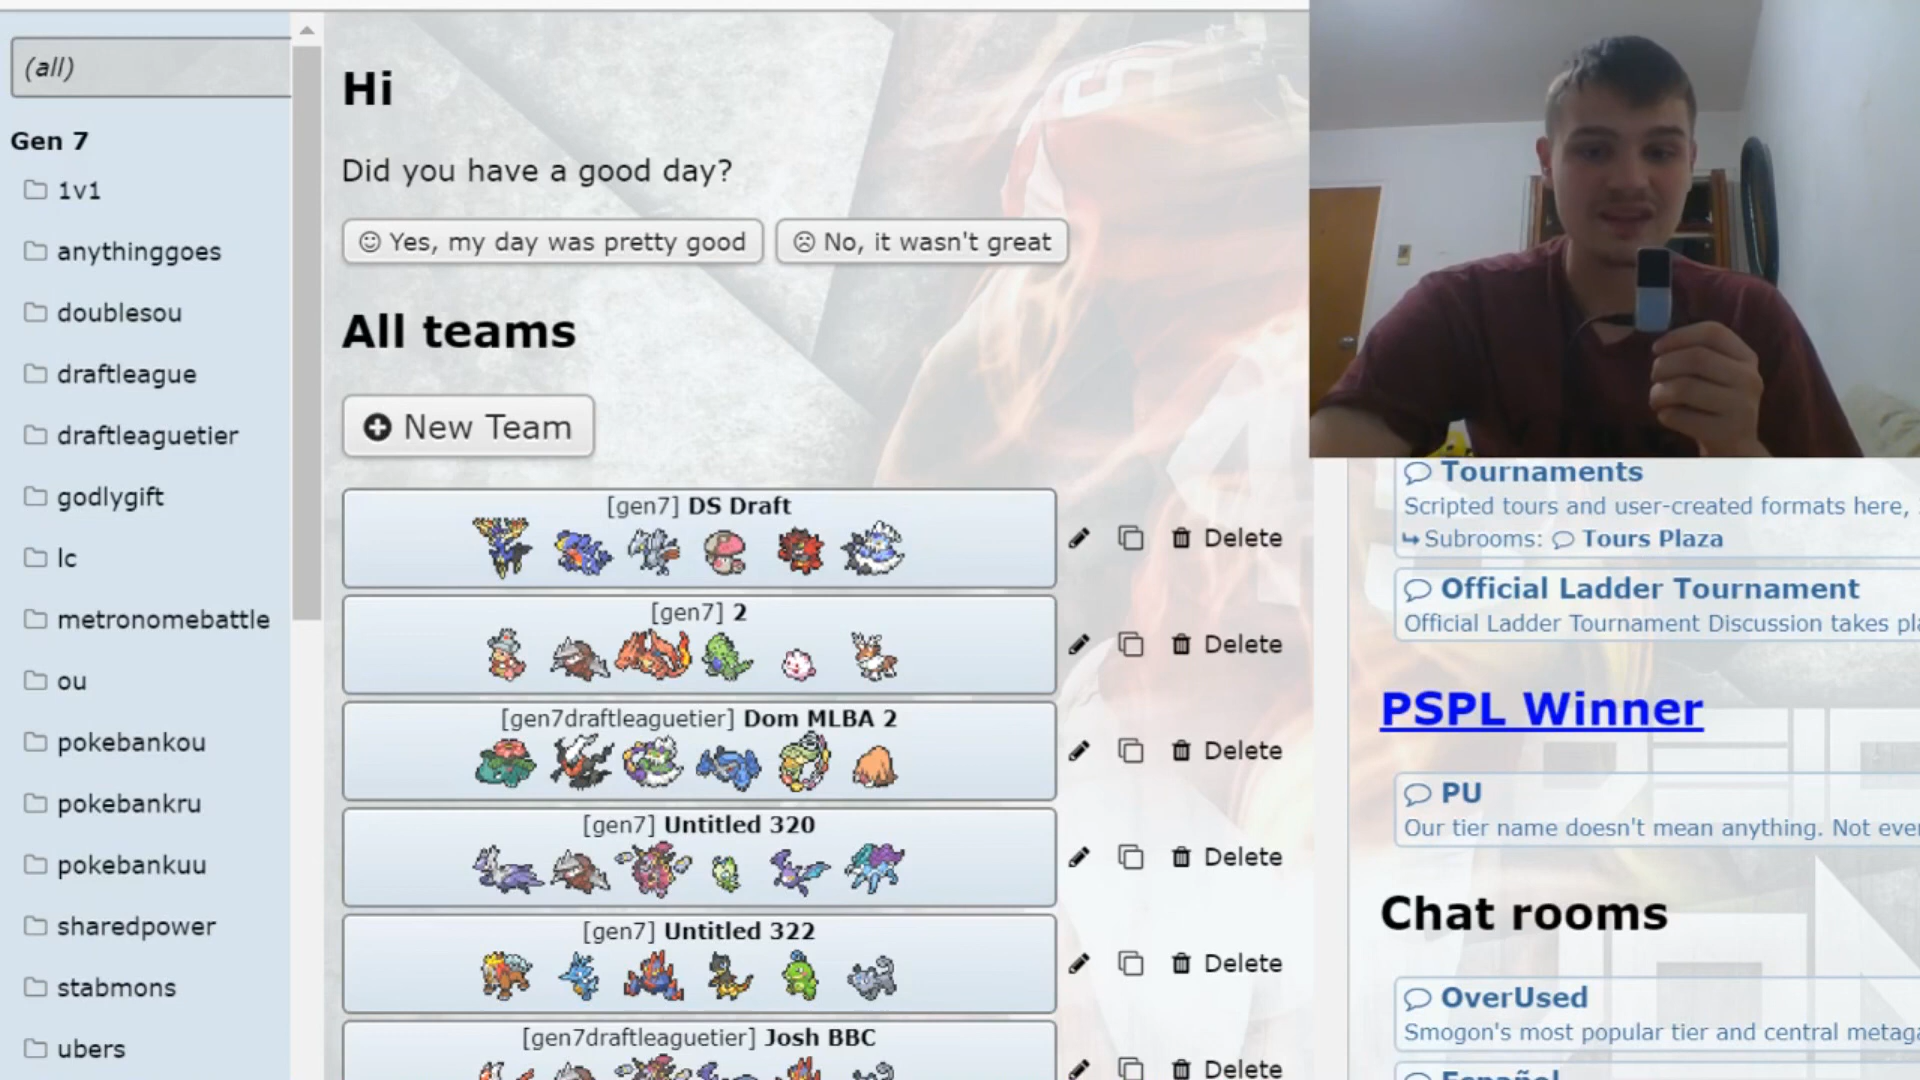 (all)
Gen 7
1v1
anythinggoes
doublesou
draftleague
draftleaguetier
godlygift
lc
metronomebattle
ou
pokebankou
pokebankru
pokebankuu
sharedpower
stabmons
ubers
Hi
Did you have a good day?
Yes, my day was pretty good
No, it wasn't great
All teams
New Team
[gen7] DS Draft
Delete
[gen7] 2
Delete
[gen7draftleaguetier] Dom MLBA 2
Delete
[gen7] Untitled 320
Delete
[gen7] Untitled 322
Delete
[gen7draftleaguetier] Josh BBC
Delete
Tournaments
Scripted tours and user-created formats here,
Subrooms: Tours Plaza
Official Ladder Tournament
Official Ladder Tournament Discussion takes pla
PSPL Winner
PU
Our tier name doesn't mean anything. Not ever
Chat rooms
OverUsed
Smogon's most popular tier and central metaga
Español